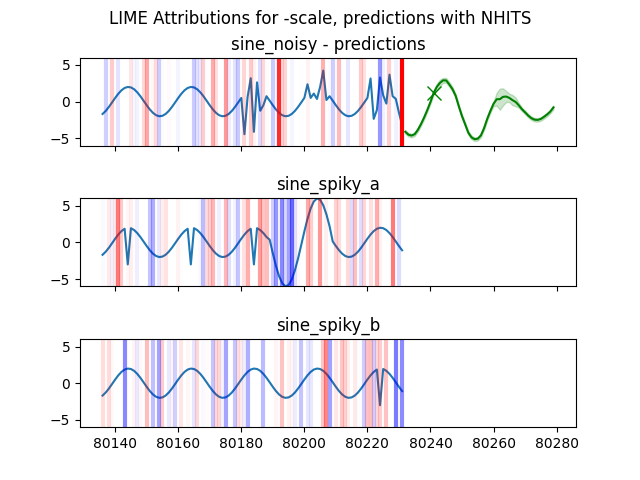 LIME Attributions for -scale, predictions with NHITS
sine_noisy - predictions
5
0
−5
sine_spiky_a
5
0
−5
sine_spiky_b
5
0
−5
80140 80160 80180 80200 80220 80240 80260 80280